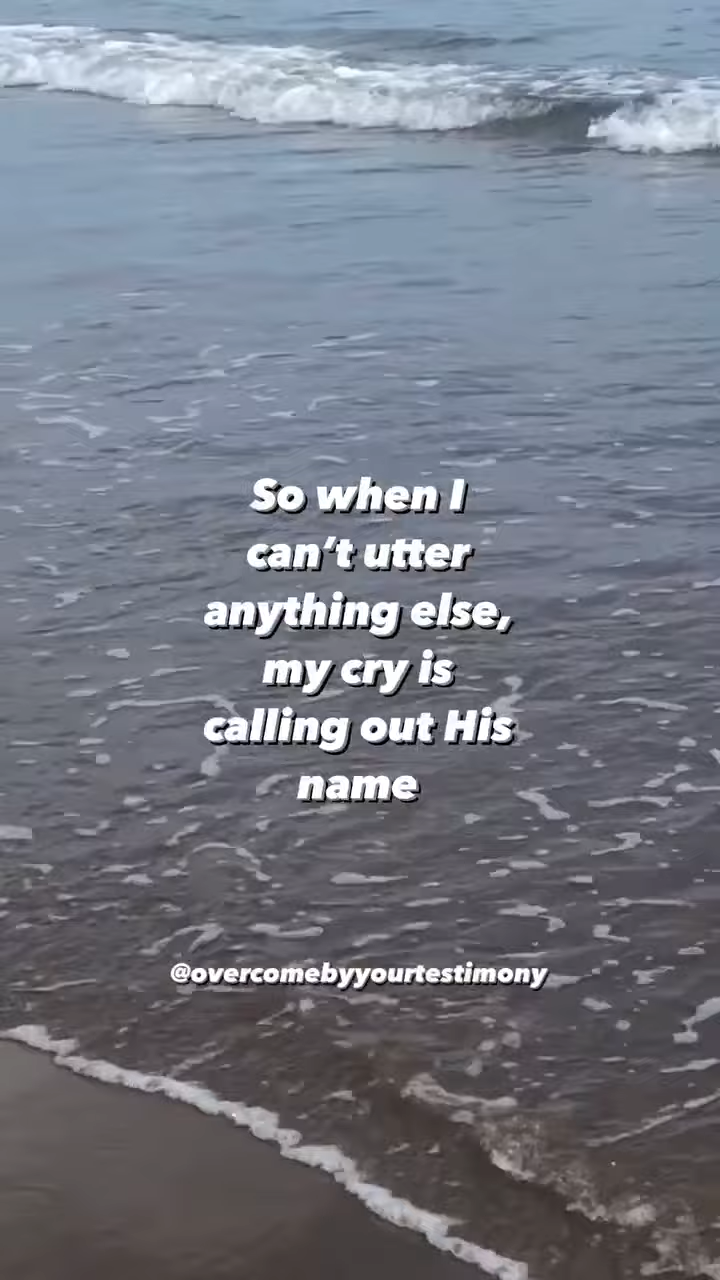 So when I
can't utter
anything else,
my cry is
calling out His
name
@overcomebyyourtestimony